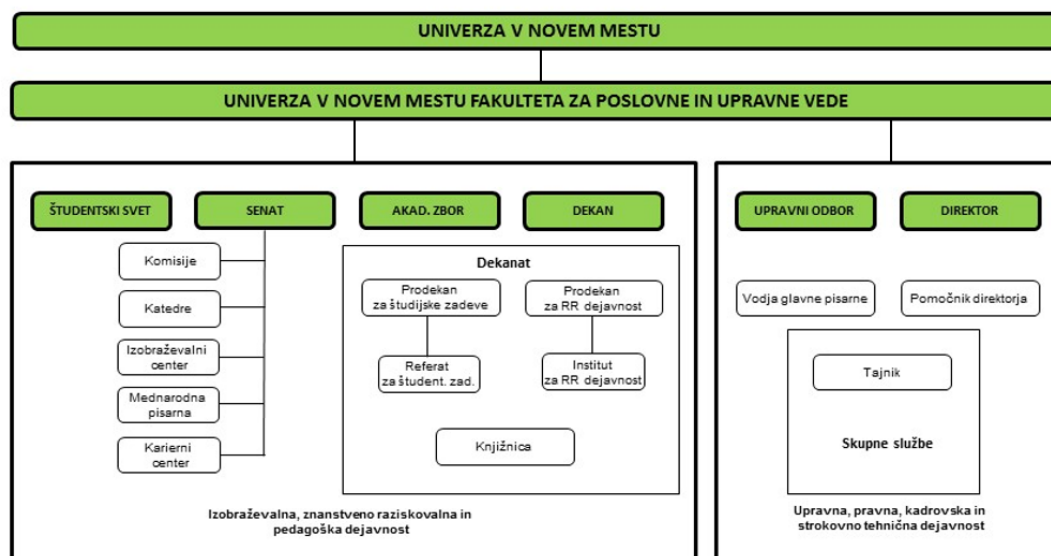 UNIVERZA V NOVEM MESTU
UNIVERZA V NOVEM MESTU FAKULTETA ZA POSLOVNE IN UPRAVNE VEDE
ŠTUDENTSKI SVET
SENAT
AKAD. ZBOR
DEKAN
Komisije
Katedre
Izobraževalni
center
Mednarodna
pisarna
Karierni
center
Dekanat
Prodekan
za študijske zadeve
Prodekan
za RR dejavnost
Referat
za študent. zad.
Institut
za RR dejavnost
Knjižnica
Izobraževalna, znanstveno raziskovalna in
pedagoška dejavnost
UPRAVNI ODBOR
DIREKTOR
Vodja glavne pisarne
Pomočnik direktorja
Tajnik
Skupne službe
Upravna, pravna, kadrovska in
strokovno tehnična dejavnost